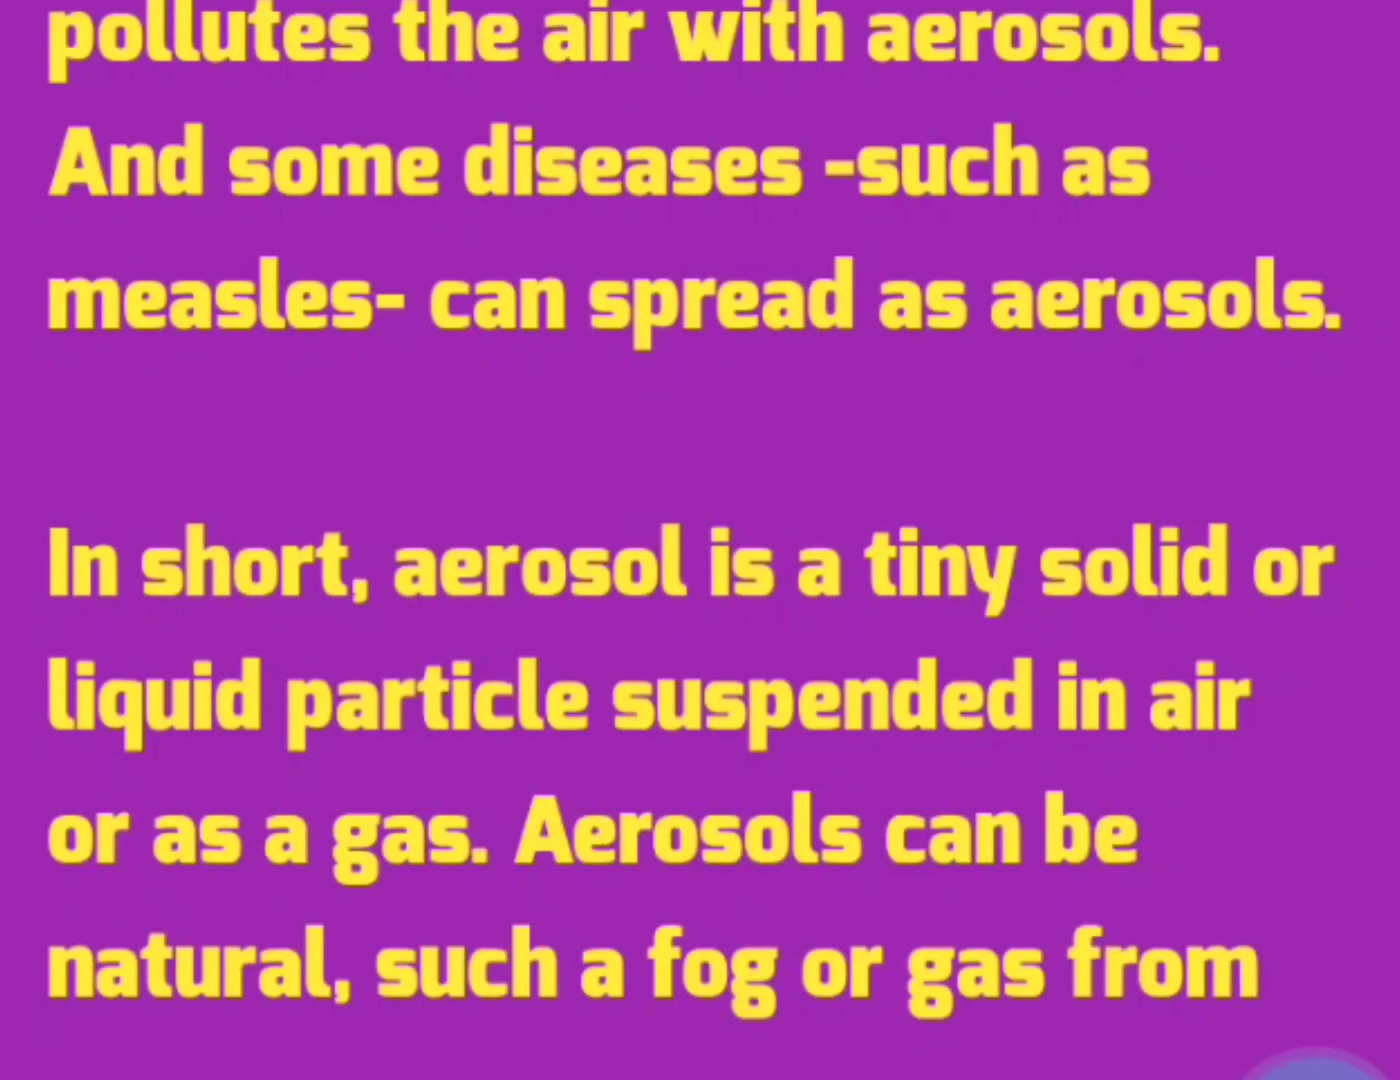 pollutes the air with aerosols.
And some diseases -such as
measles- can spread as aerosols.
In short, aerosol is a tiny solid or
liquid particle suspended in air
or as a gas. Aerosols can be
natural, such a fog or gas from